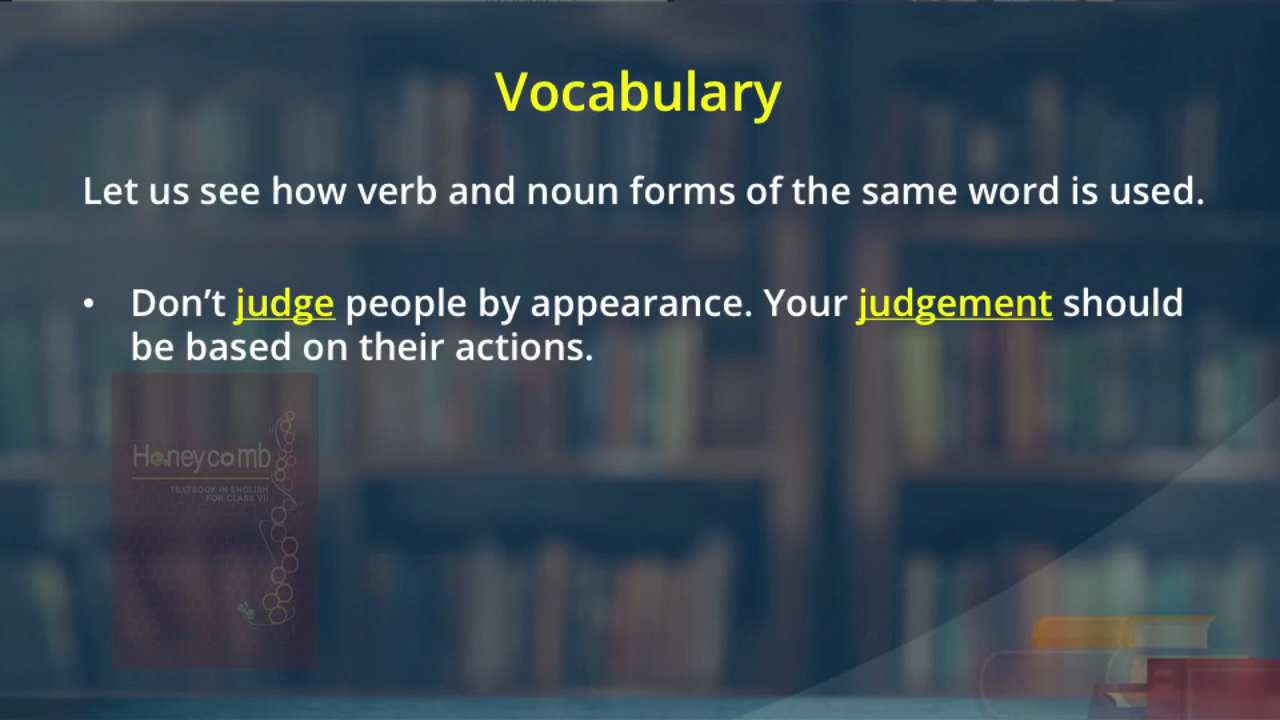 Vocabulary
Let us see how verb and noun forms of the same word is used.
• Don’t judge people by appearance. Your judgement should
be based on their actions.
Honeycomb
TEXTBOOK IN ENGLISH
FOR CLASS VII